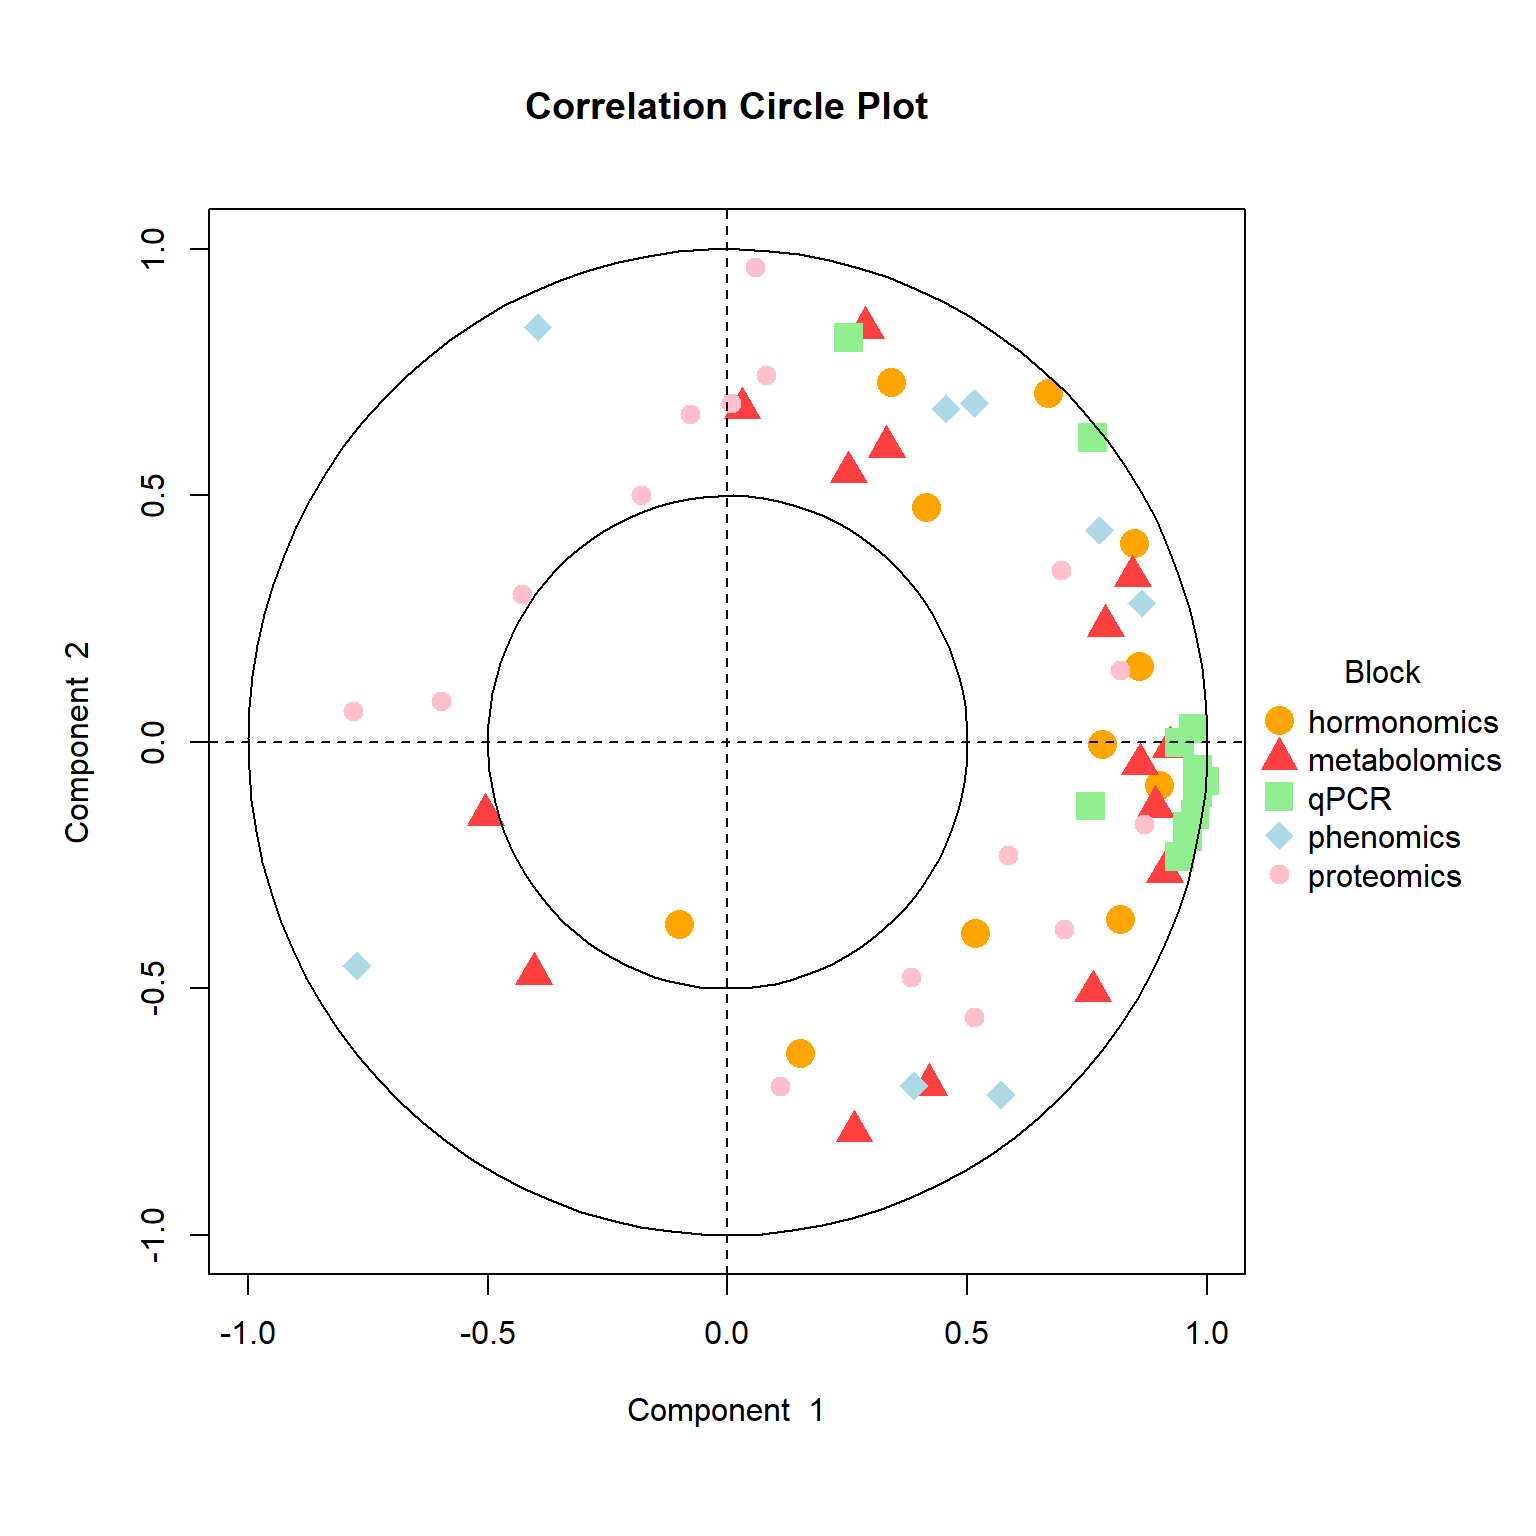 Correlation Circle Plot
1.0
0.5
0.0
-0.5
-1.0
Component 2
-1.0 -0.5 0.0 0.5 1.0
Component 1
Block
hormonomics
metabolomics
qPCR
phenomics
proteomics